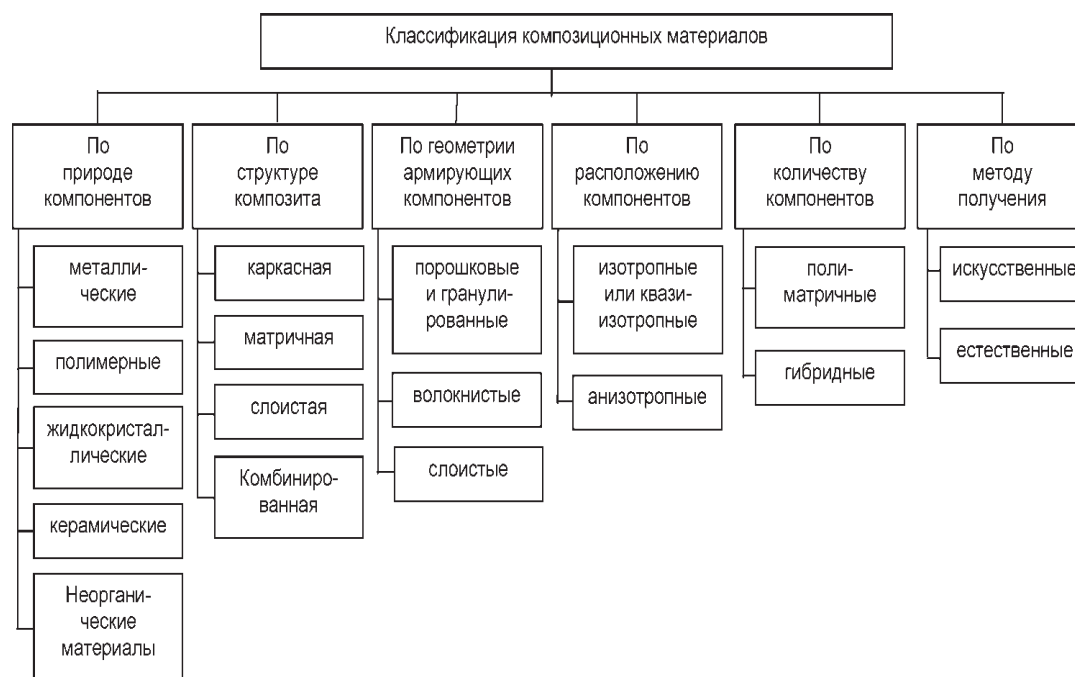 Классификация композиционных материалов
По
природе
компонентов
металли-
ческие
полимерные
жидкокристал-
лические
керамические
Неоргани-
ческие
материалы
По
структуре
композита
каркасная
матричная
слоистая
Комбиниро-
ванная
По геометрии
армирующих
компонентов
порошковые
и гранули-
рованные
волокнистые
слоистые
По
расположению
компонентов
изотропные
или квази-
изотропные
анизотропные
По
количеству
компонентов
поли-
матричные
гибридные
По
методу
получения
искусственные
естественные